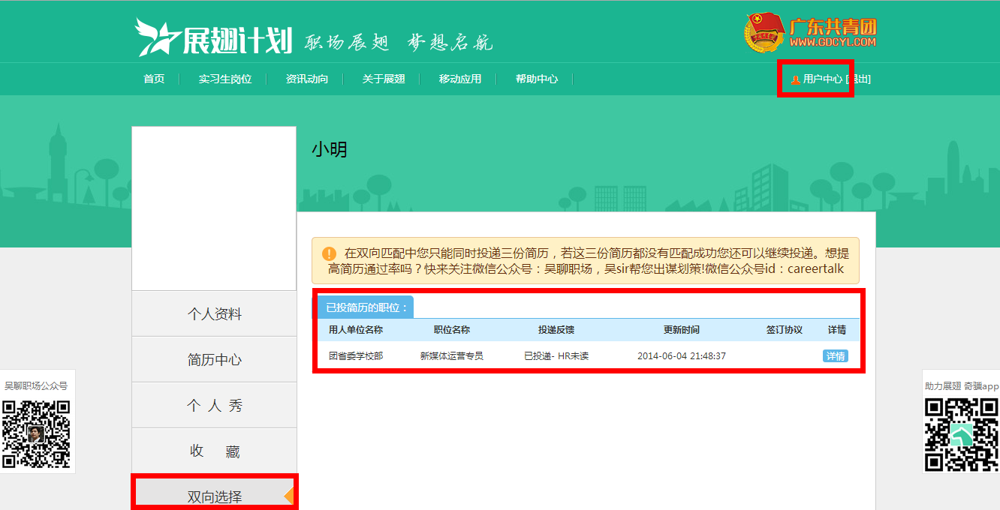 展翅计划 职场展翅 梦想启航
广东共青团
WWW.GDCYL.COM
首页 实习生岗位 资讯动向 关于展翅 移动应用 帮助中心 用户中心 [退出]
小明
在双向匹配中您只能同时投递三份简历，若这三份简历都没有匹配成功您还可以继续投递。想提
高简历通过率吗？快来关注微信公众号：吴聊职场，吴sir帮您出谋划策!微信公众号id：careertalk
已投简历的职位：
用人单位名称 职位名称 投递反馈 更新时间 签订协议 详情
团省委学校部 新媒体运营专员 已投递- HR未读 2014-06-04 21:48:37 详情
个人资料
简历中心
个 人 秀
收 藏
双向选择
吴聊职场公众号
助力展翅 奇骥app